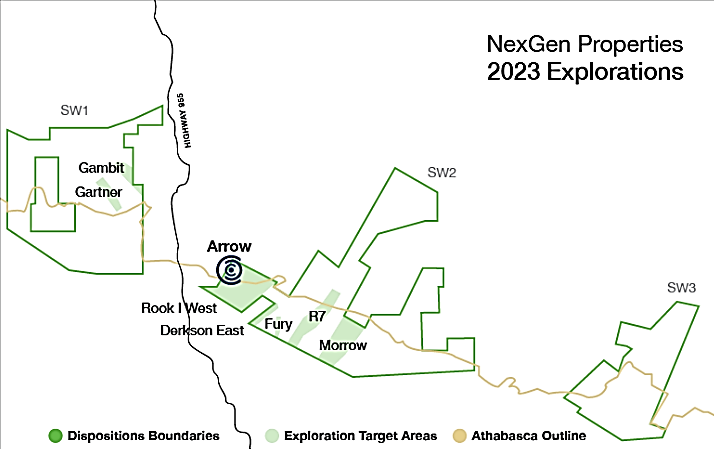 NexGen Properties
2023 Explorations
HIGHWAY 955
SW1
Gambit
Gartner
SW2
Arrow
SW3
Rook I West
Derkson East
Fury
R7
Morrow
Dispositions Boundaries
Exploration Target Areas
Athabasca Outline